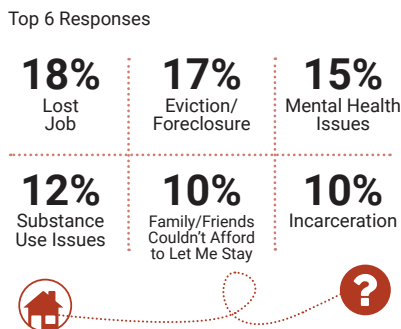 Top 6 Responses
18%
Lost
Job
17%
Eviction/
Foreclosure
15%
Mental Health
Issues
12%
Substance
Use Issues
10%
Family/Friends
Couldn’t Afford
to Let Me Stay
10%
Incarceration
?